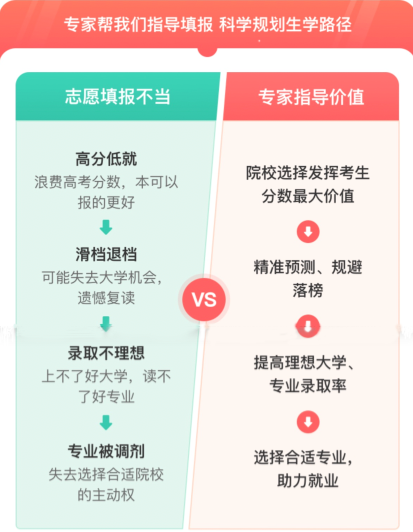 专家帮我们指导填报 科学规划生学路径
志愿填报不当
高分低就
浪费高考分数，本可以
报的更好
滑档退档
可能失去大学机会，
遗憾复读
录取不理想
上不了好大学，读不
了好专业
专业被调剂
失去选择合适院校
的主动权
VS
专家指导价值
院校选择发挥考生
分数最大价值
精准预测、规避
落榜
提高理想大学、
专业录取率
选择合适专业，
助力就业